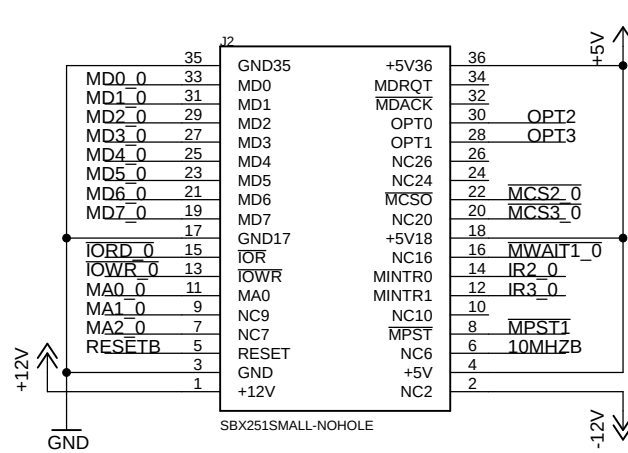 J2
+5V
35 GND35 +5V36 36
MD0_0 33 MD0 MDRQT 34
MD1_0 31 MD1 MDACK 32
MD2_0 29 MD2 OPT0 30 OPT2
MD3_0 27 MD3 OPT1 28 OPT3
MD4_0 25 MD4 NC26 26
MD5_0 23 MD5 NC24 24
MD6_0 21 MD6 MCSO 22 MCS2_0
MD7_0 19 MD7 NC20 20 MCS3_0
17 GND17 +5V18 18
IORD_0 15 IOR NC16 16 MWAIT1_0
IOWR_0 13 IOWR MINTR0 14 IR2_0
MA0_0 11 MA0 MINTR1 12 IR3_0
MA1_0 9 NC9 NC10 10
MA2_0 7 NC7 MPST 8 MPST1
RESETB 5 RESET NC6 6 10MHZB
3 GND +5V 4
+12V 1 +12V NC2 2
-12V
SBX251SMALL-NOHOLE
GND